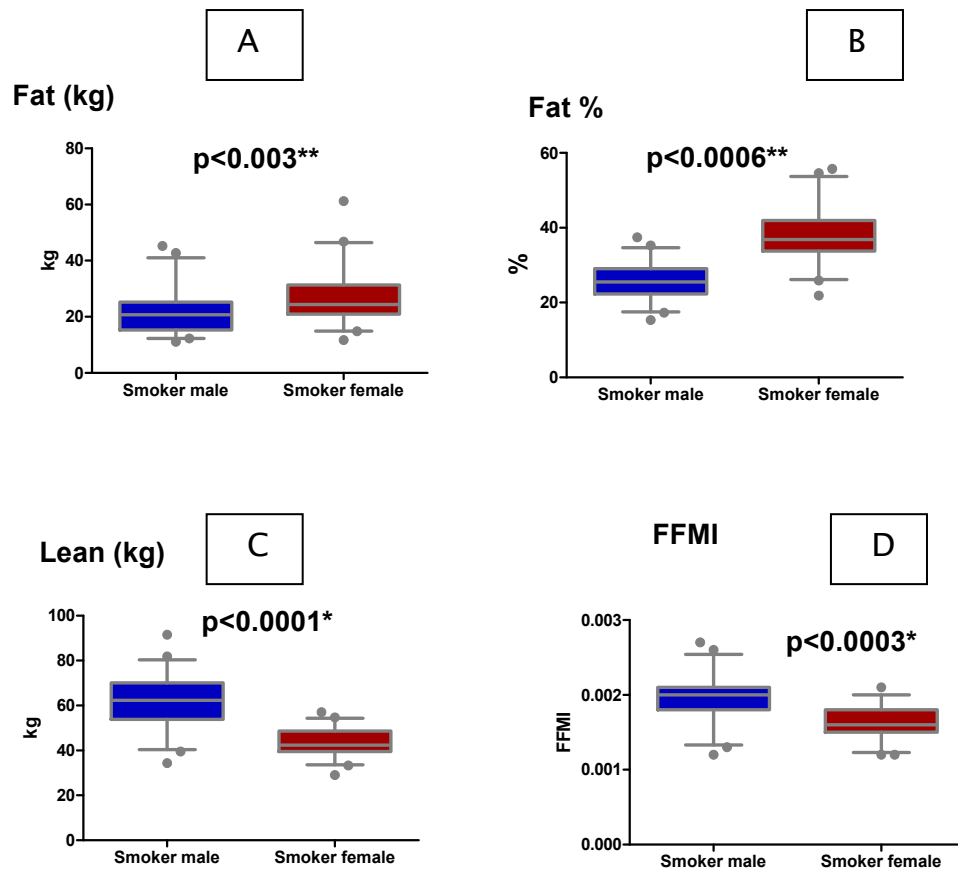 A
Fat (kg)
p<0.003**
80
60
40
20
0
kg
Smoker male Smoker female
B
Fat %
p<0.0006**
60
40
20
0
%
Smoker male Smoker female
C
Lean (kg)
p<0.0001*
100
80
60
40
20
0
kg
Smoker male Smoker female
D
FFMI
p<0.0003*
0.003
0.002
0.001
0.000
FFMI
Smoker male Smoker female